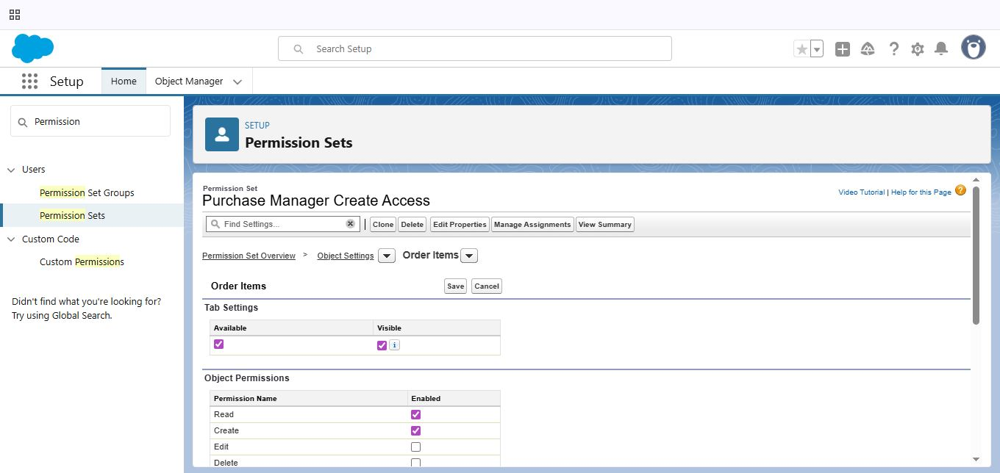 Search Setup
Setup
Home
Object Manager
Permission
Users
Permission Set Groups
Permission Sets
Custom Code
Custom Permissions
Didn't find what you're looking for?
Try using Global Search.
SETUP
Permission Sets
Permission Set
Purchase Manager Create Access
Video Tutorial | Help for this Page
Find Settings...
Clone
Delete
Edit Properties
Manage Assignments
View Summary
Permission Set Overview > Object Settings Order Items
Order Items
Save
Cancel
Tab Settings
Available Visible
Object Permissions
Permission Name Enabled
Read
Create
Edit
Delete